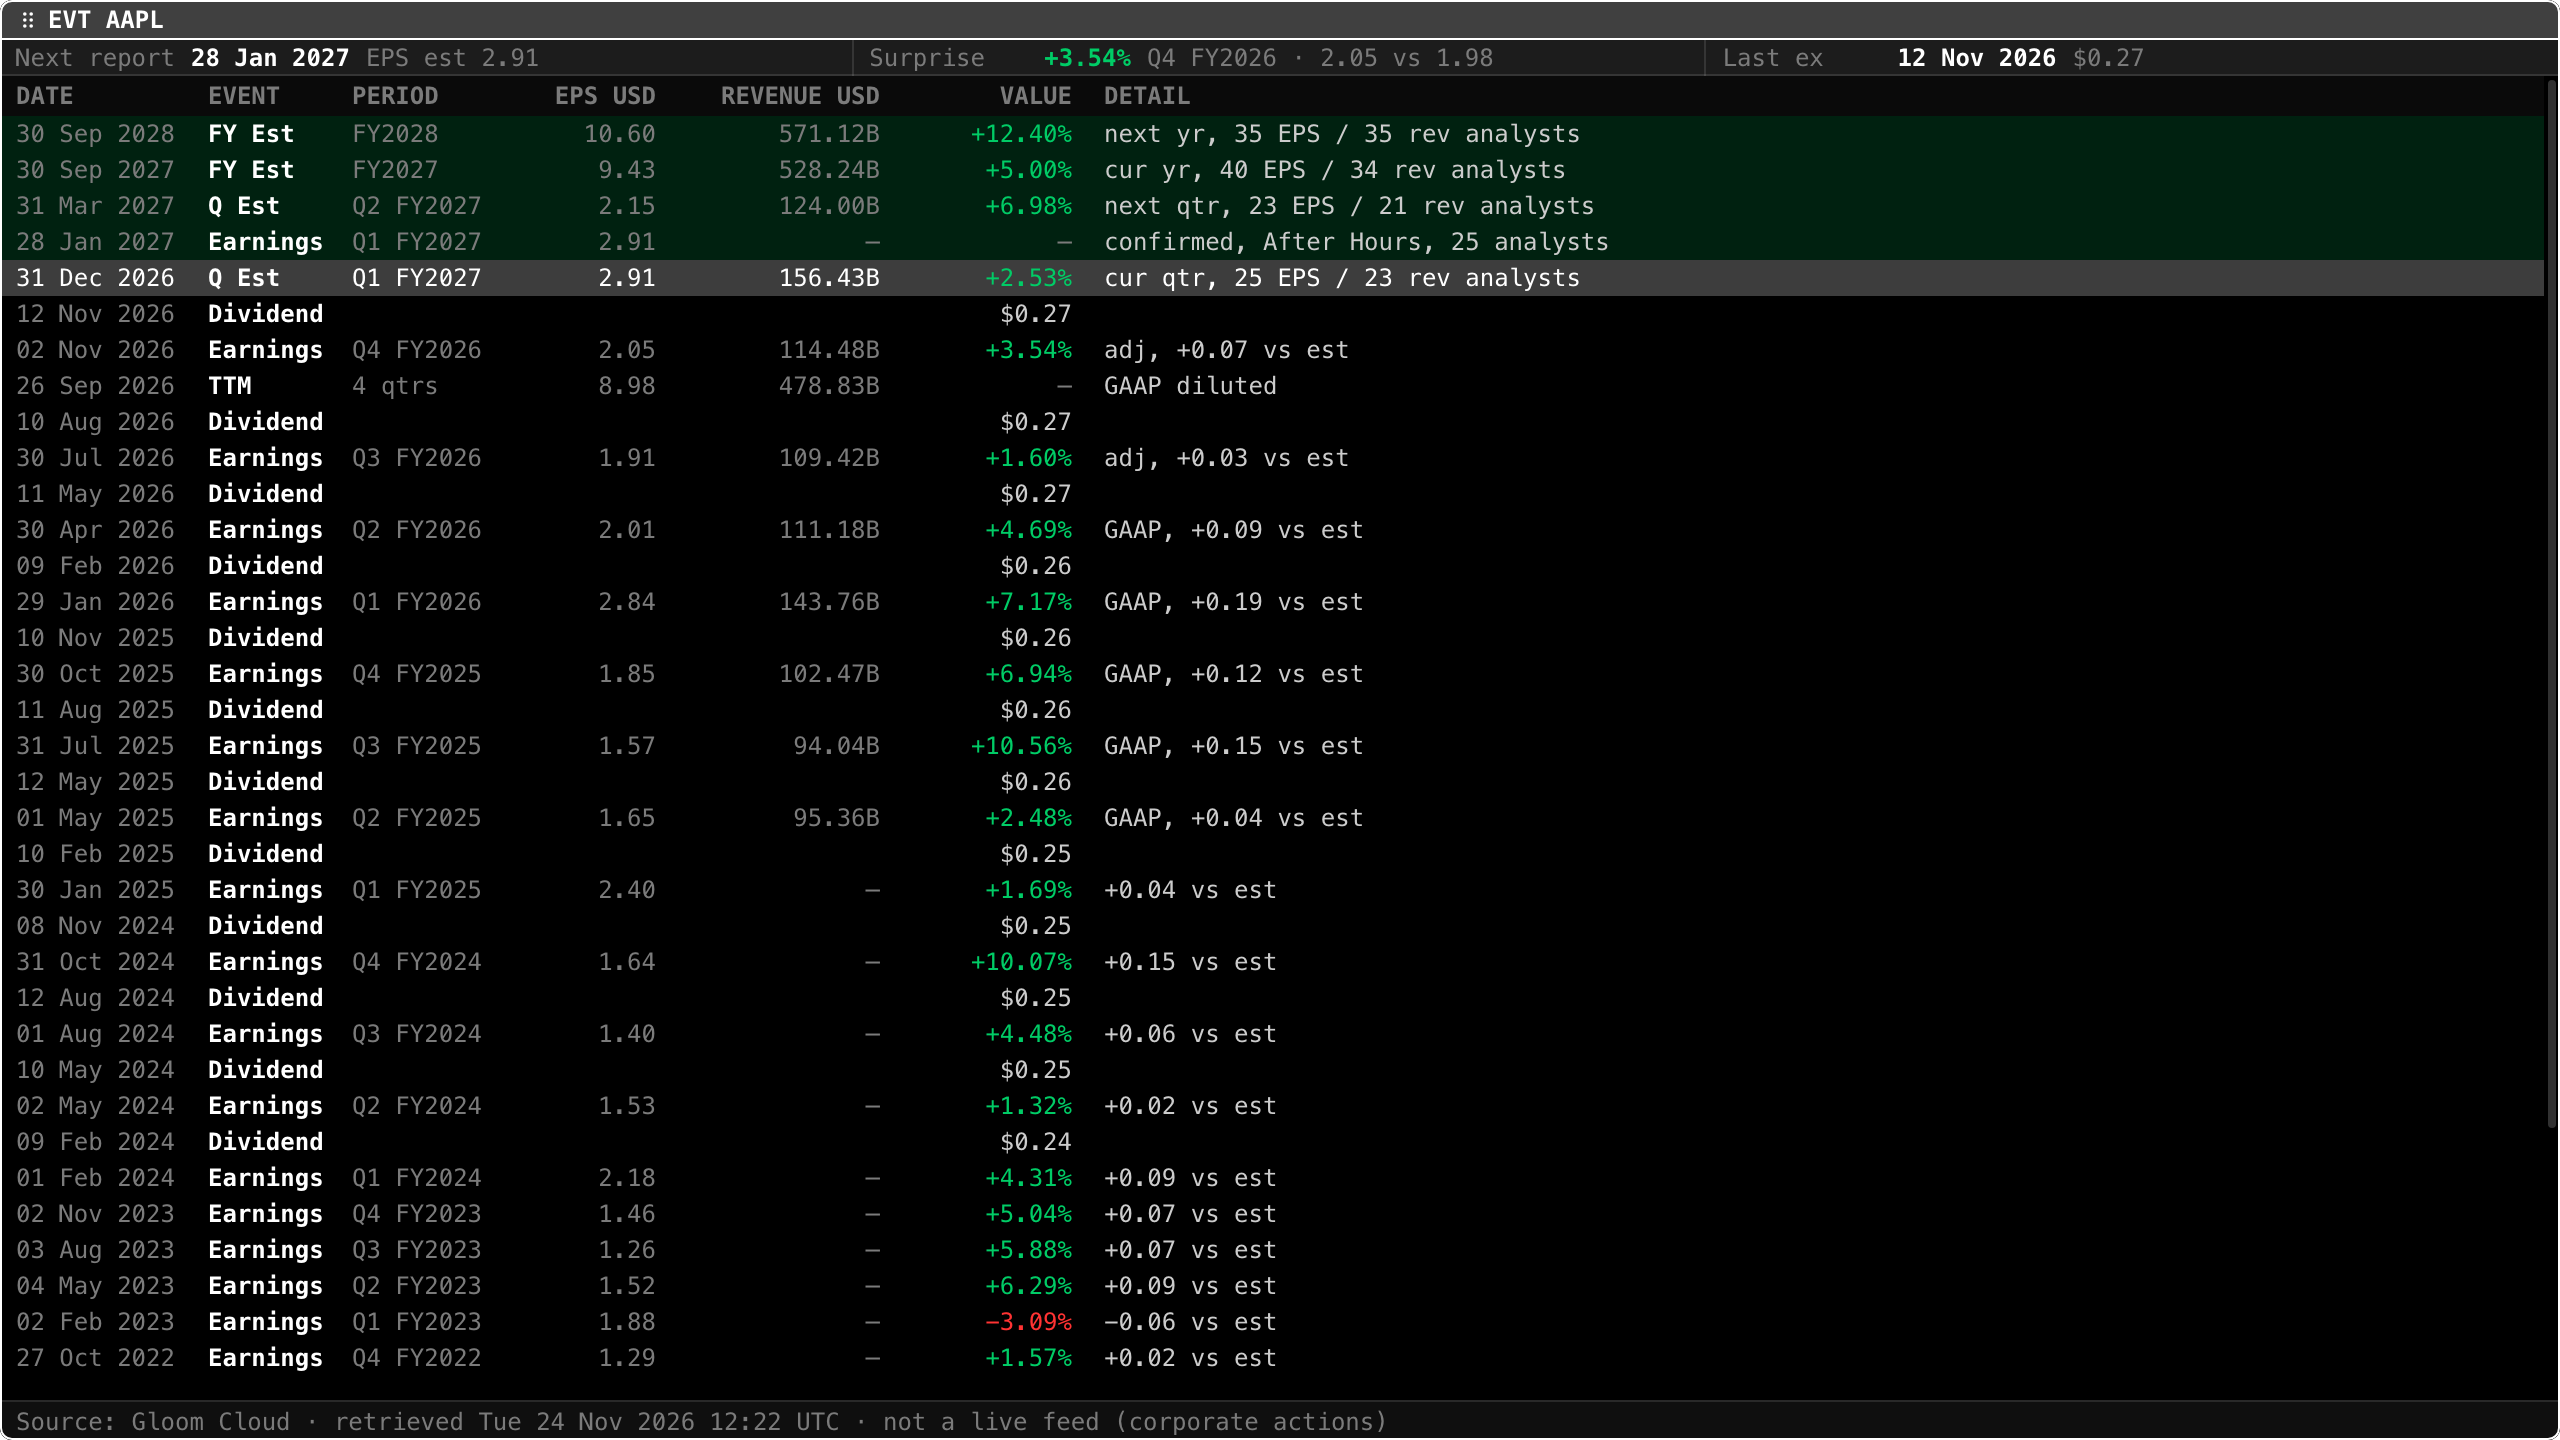 EVT AAPL
Next report 28 Jan 2027 EPS est 2.91 Surprise +3.54% Q4 FY2026 · 2.05 vs 1.98 Last ex 12 Nov 2026 $0.27
DATE EVENT PERIOD EPS USD REVENUE USD VALUE DETAIL
30 Sep 2028 FY Est FY2028 10.60 571.12B +12.40% next yr, 35 EPS / 35 rev analysts
30 Sep 2027 FY Est FY2027 9.43 528.24B +5.00% cur yr, 40 EPS / 34 rev analysts
31 Mar 2027 Q Est Q2 FY2027 2.15 124.00B +6.98% next qtr, 23 EPS / 21 rev analysts
28 Jan 2027 Earnings Q1 FY2027 2.91 — — confirmed, After Hours, 25 analysts
31 Dec 2026 Q Est Q1 FY2027 2.91 156.43B +2.53% cur qtr, 25 EPS / 23 rev analysts
12 Nov 2026 Dividend $0.27
02 Nov 2026 Earnings Q4 FY2026 2.05 114.48B +3.54% adj, +0.07 vs est
26 Sep 2026 TTM 4 qtrs 8.98 478.83B — GAAP diluted
10 Aug 2026 Dividend $0.27
30 Jul 2026 Earnings Q3 FY2026 1.91 109.42B +1.60% adj, +0.03 vs est
11 May 2026 Dividend $0.27
30 Apr 2026 Earnings Q2 FY2026 2.01 111.18B +4.69% GAAP, +0.09 vs est
09 Feb 2026 Dividend $0.26
29 Jan 2026 Earnings Q1 FY2026 2.84 143.76B +7.17% GAAP, +0.19 vs est
10 Nov 2025 Dividend $0.26
30 Oct 2025 Earnings Q4 FY2025 1.85 102.47B +6.94% GAAP, +0.12 vs est
11 Aug 2025 Dividend $0.26
31 Jul 2025 Earnings Q3 FY2025 1.57 94.04B +10.56% GAAP, +0.15 vs est
12 May 2025 Dividend $0.26
01 May 2025 Earnings Q2 FY2025 1.65 95.36B +2.48% GAAP, +0.04 vs est
10 Feb 2025 Dividend $0.25
30 Jan 2025 Earnings Q1 FY2025 2.40 — +1.69% +0.04 vs est
08 Nov 2024 Dividend $0.25
31 Oct 2024 Earnings Q4 FY2024 1.64 — +10.07% +0.15 vs est
12 Aug 2024 Dividend $0.25
01 Aug 2024 Earnings Q3 FY2024 1.40 — +4.48% +0.06 vs est
10 May 2024 Dividend $0.25
02 May 2024 Earnings Q2 FY2024 1.53 — +1.32% +0.02 vs est
09 Feb 2024 Dividend $0.24
01 Feb 2024 Earnings Q1 FY2024 2.18 — +4.31% +0.09 vs est
02 Nov 2023 Earnings Q4 FY2023 1.46 — +5.04% +0.07 vs est
03 Aug 2023 Earnings Q3 FY2023 1.26 — +5.88% +0.07 vs est
04 May 2023 Earnings Q2 FY2023 1.52 — +6.29% +0.09 vs est
02 Feb 2023 Earnings Q1 FY2023 1.88 — −3.09% −0.06 vs est
27 Oct 2022 Earnings Q4 FY2022 1.29 — +1.57% +0.02 vs est
Source: Gloom Cloud · retrieved Tue 24 Nov 2026 12:22 UTC · not a live feed (corporate actions)